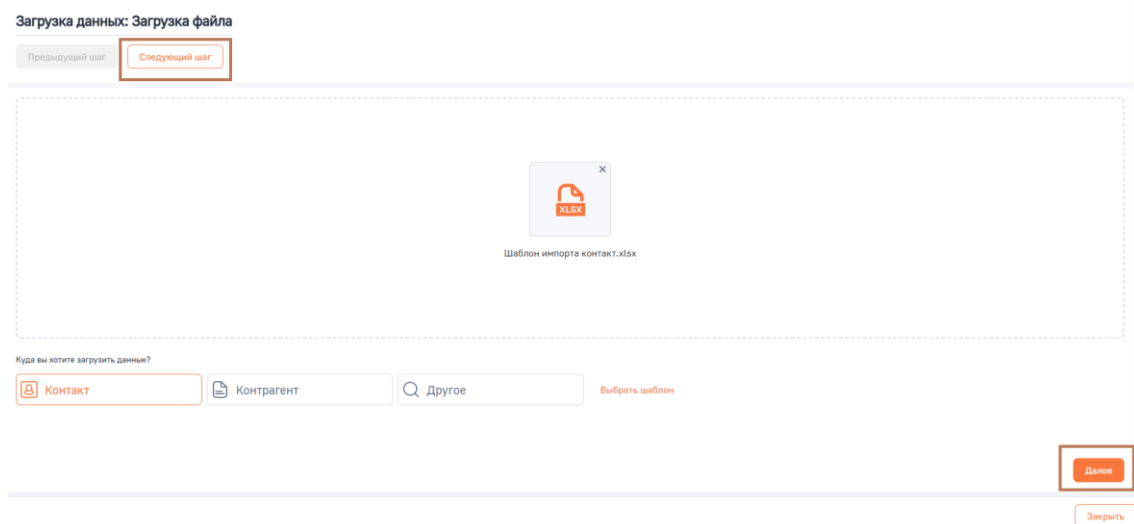 Загрузка данных: Загрузка файла
Предыдущий шаг
Следующий шаг
XLSX
Шаблон импорта контакт.xlsx
Куда вы хотите загрузить данные?
Контакт
Контрагент
Другое
Выбрать шаблон
Далее
Закрыть